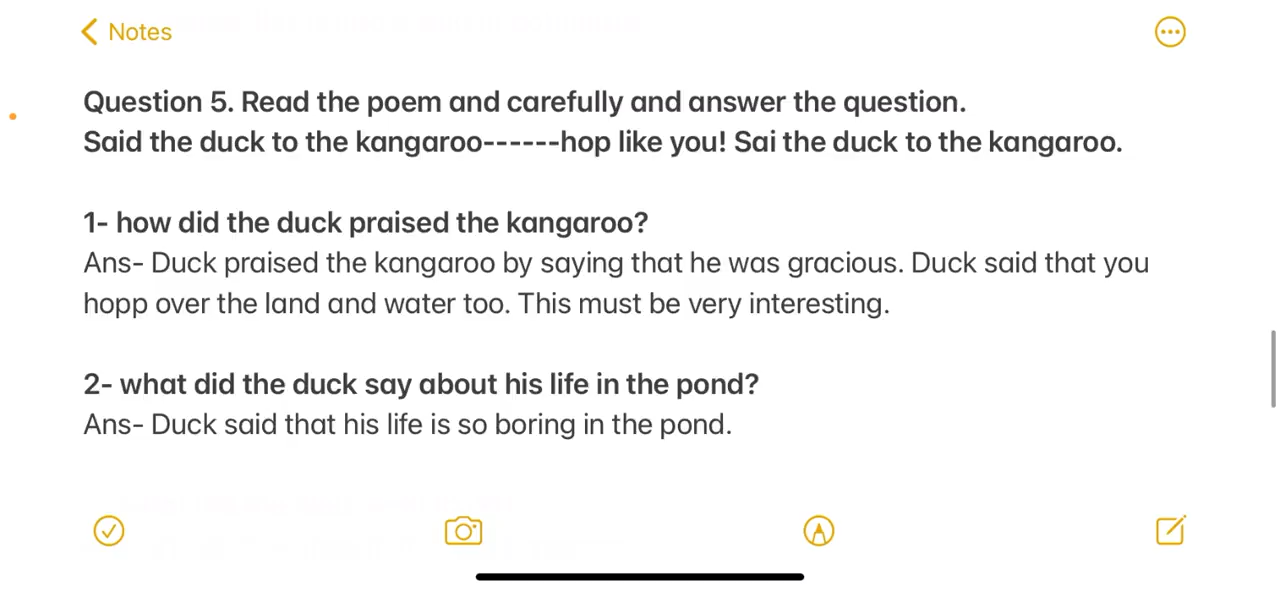 Notes
Question 5. Read the poem and carefully and answer the question.
Said the duck to the kangaroo------hop like you! Sai the duck to the kangaroo.
1- how did the duck praised the kangaroo?
Ans- Duck praised the kangaroo by saying that he was gracious. Duck said that you
hopp over the land and water too. This must be very interesting.
2- what did the duck say about his life in the pond?
Ans- Duck said that his life is so boring in the pond.